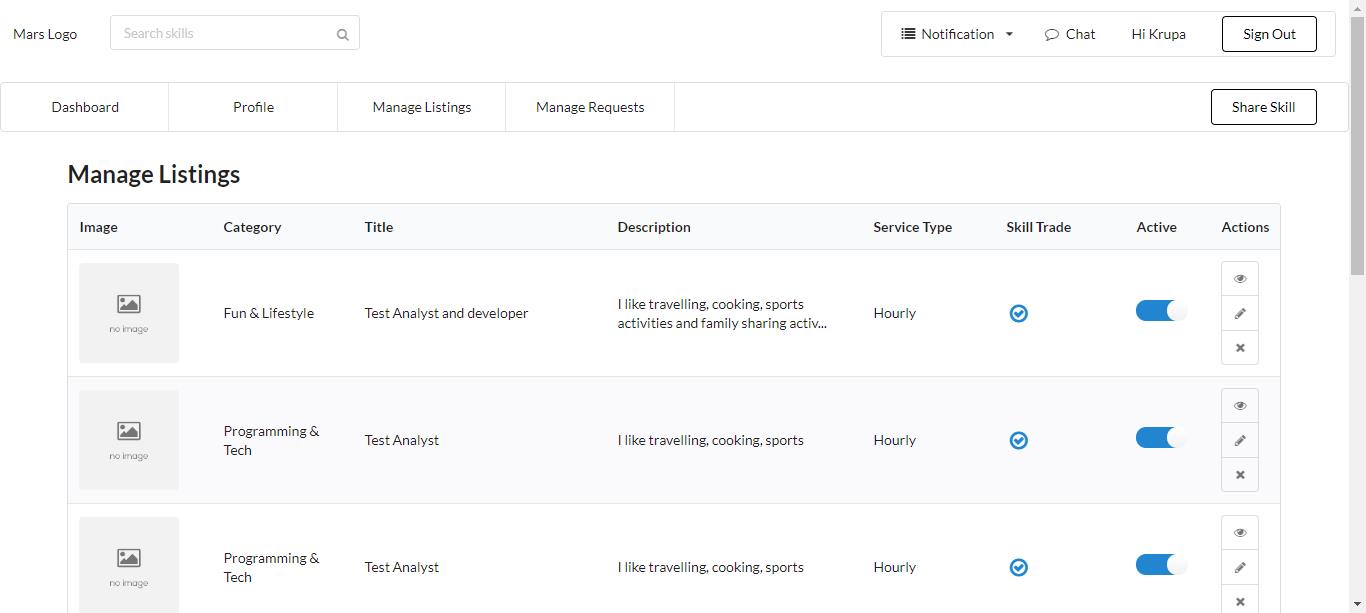 Mars Logo
Search skills
Notification
Chat
Hi Krupa
Sign Out
Dashboard
Profile
Manage Listings
Manage Requests
Share Skill
Manage Listings
Image
Category
Title
Description
Service Type
Skill Trade
Active
Actions
no image
Fun & Lifestyle
Test Analyst and developer
I like travelling, cooking, sports
activities and family sharing activ...
Hourly
no image
Programming &
Tech
Test Analyst
I like travelling, cooking, sports
Hourly
no image
Programming &
Tech
Test Analyst
I like travelling, cooking, sports
Hourly